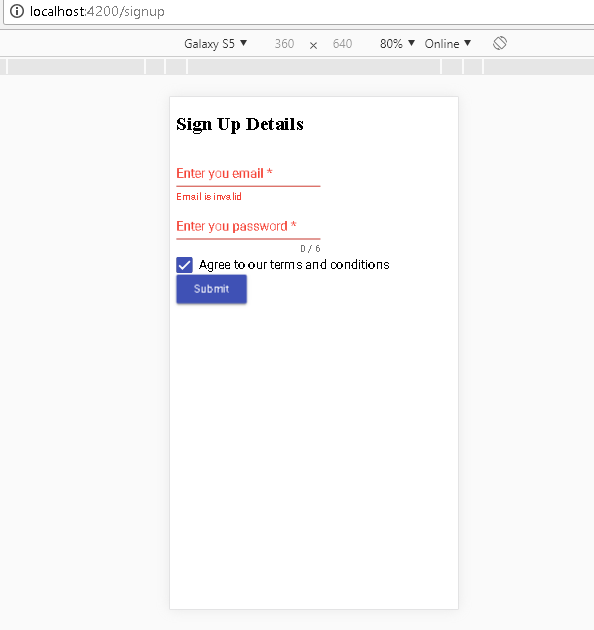 localhost:4200/signup
Galaxy S5 ▼ 360 × 640 80% ▼ Online ▼
Sign Up Details
Enter you email *
Email is invalid
Enter you password *
0 / 6
Agree to our terms and conditions
Submit